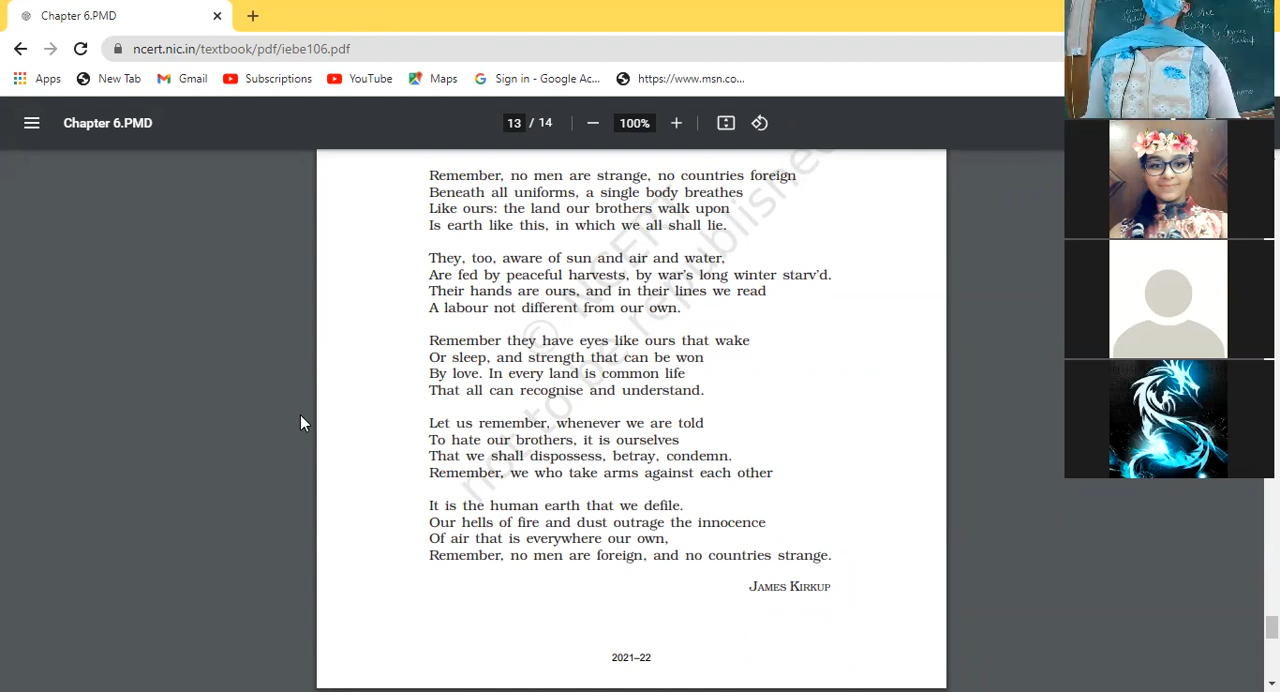 Chapter 6.PMD
ncert.nic.in/textbook/pdf/iebe106.pdf
Apps New Tab Gmail Subscriptions YouTube Maps Sign in - Google Ac... https://www.msn.co...
Chapter 6.PMD 13 / 14 100%
Remember, no men are strange, no countries foreign
Beneath all uniforms, a single body breathes
Like ours: the land our brothers walk upon
Is earth like this, in which we all shall lie.
They, too, aware of sun and air and water,
Are fed by peaceful harvests, by war's long winter starv'd.
Their hands are ours, and in their lines we read
A labour not different from our own.
Remember they have eyes like ours that wake
Or sleep, and strength that can be won
By love. In every land is common life
That all can recognise and understand.
Let us remember, whenever we are told
To hate our brothers, it is ourselves
That we shall dispossess, betray, condemn.
Remember, we who take arms against each other
It is the human earth that we defile.
Our hells of fire and dust outrage the innocence
Of air that is everywhere our own,
Remember, no men are foreign, and no countries strange.
JAMES KIRKUP
2021–22
© NCERT
not to be republished